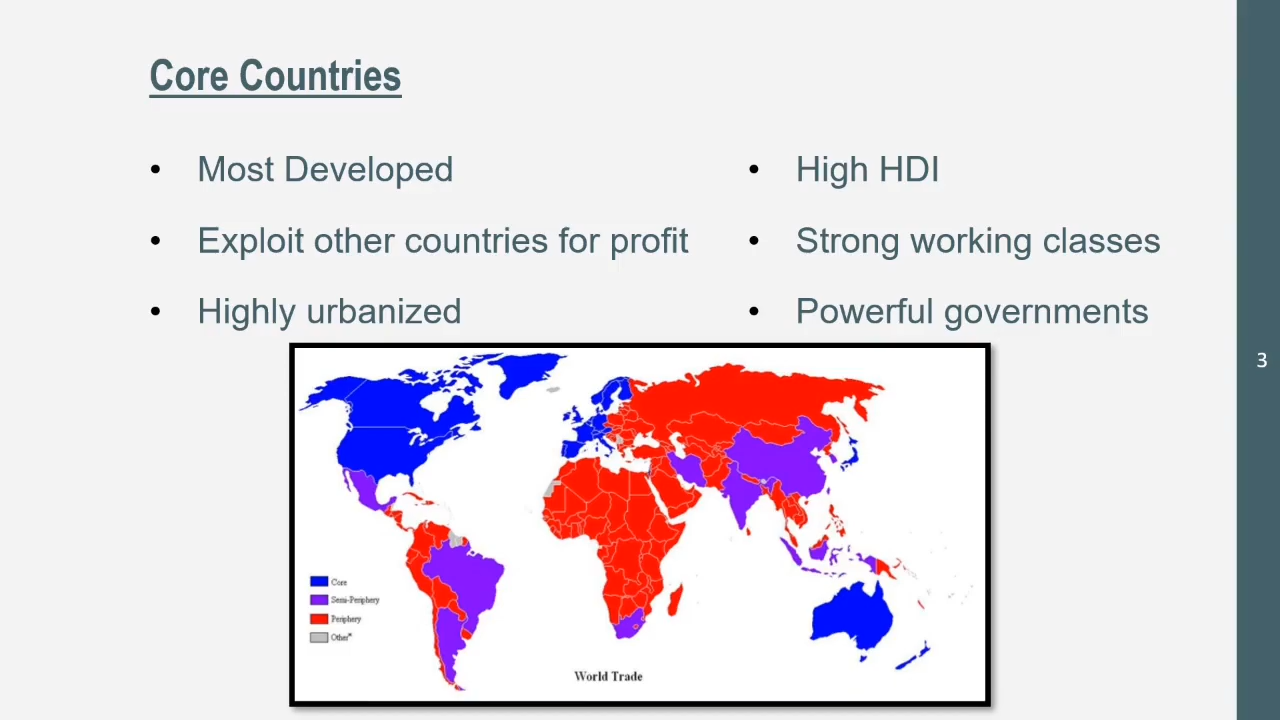 Core Countries
• Most Developed
• Exploit other countries for profit
• Highly urbanized
• High HDI
• Strong working classes
• Powerful governments
3
Core
Semi-Periphery
Periphery
Other*
World Trade